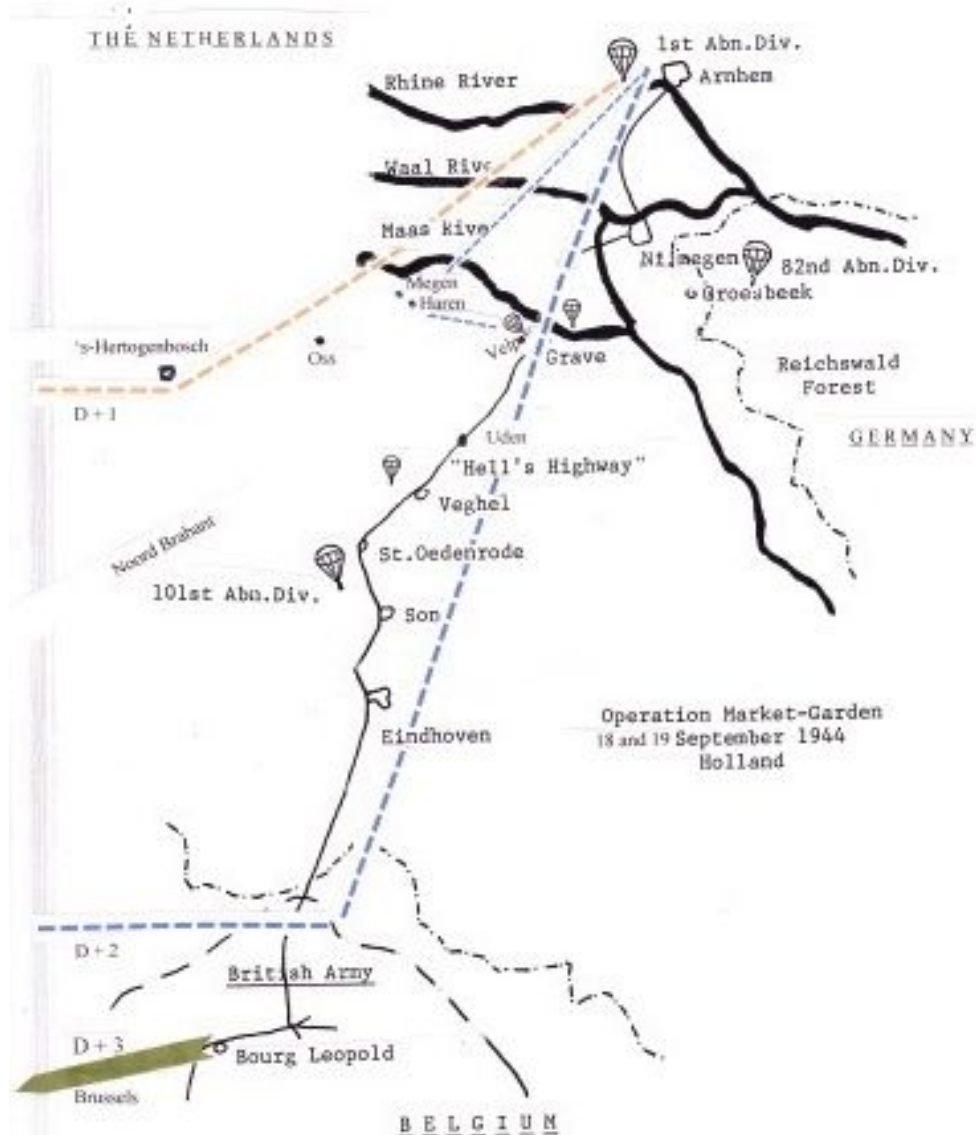 THE NETHERLANDS
1st Abn.Div.
Arnhem
Rhine River
Waal Rive
Maas Rive
Nijmegen
82nd Abn.Div.
Megen
Haren
Groesbeek
's-Hertogenbosch
Oss
Velp
Grave
Reichswald
Forest
D + 1
GERMANY
Uden
"Hell's Highway"
Veghel
Noord Brabant
St.Oedenrode
101st Abn.Div.
Son
Operation Market-Garden
18 and 19 September 1944
Holland
Eindhoven
D + 2
British Army
D + 3
Bourg Leopold
Brussels
BELGIUM